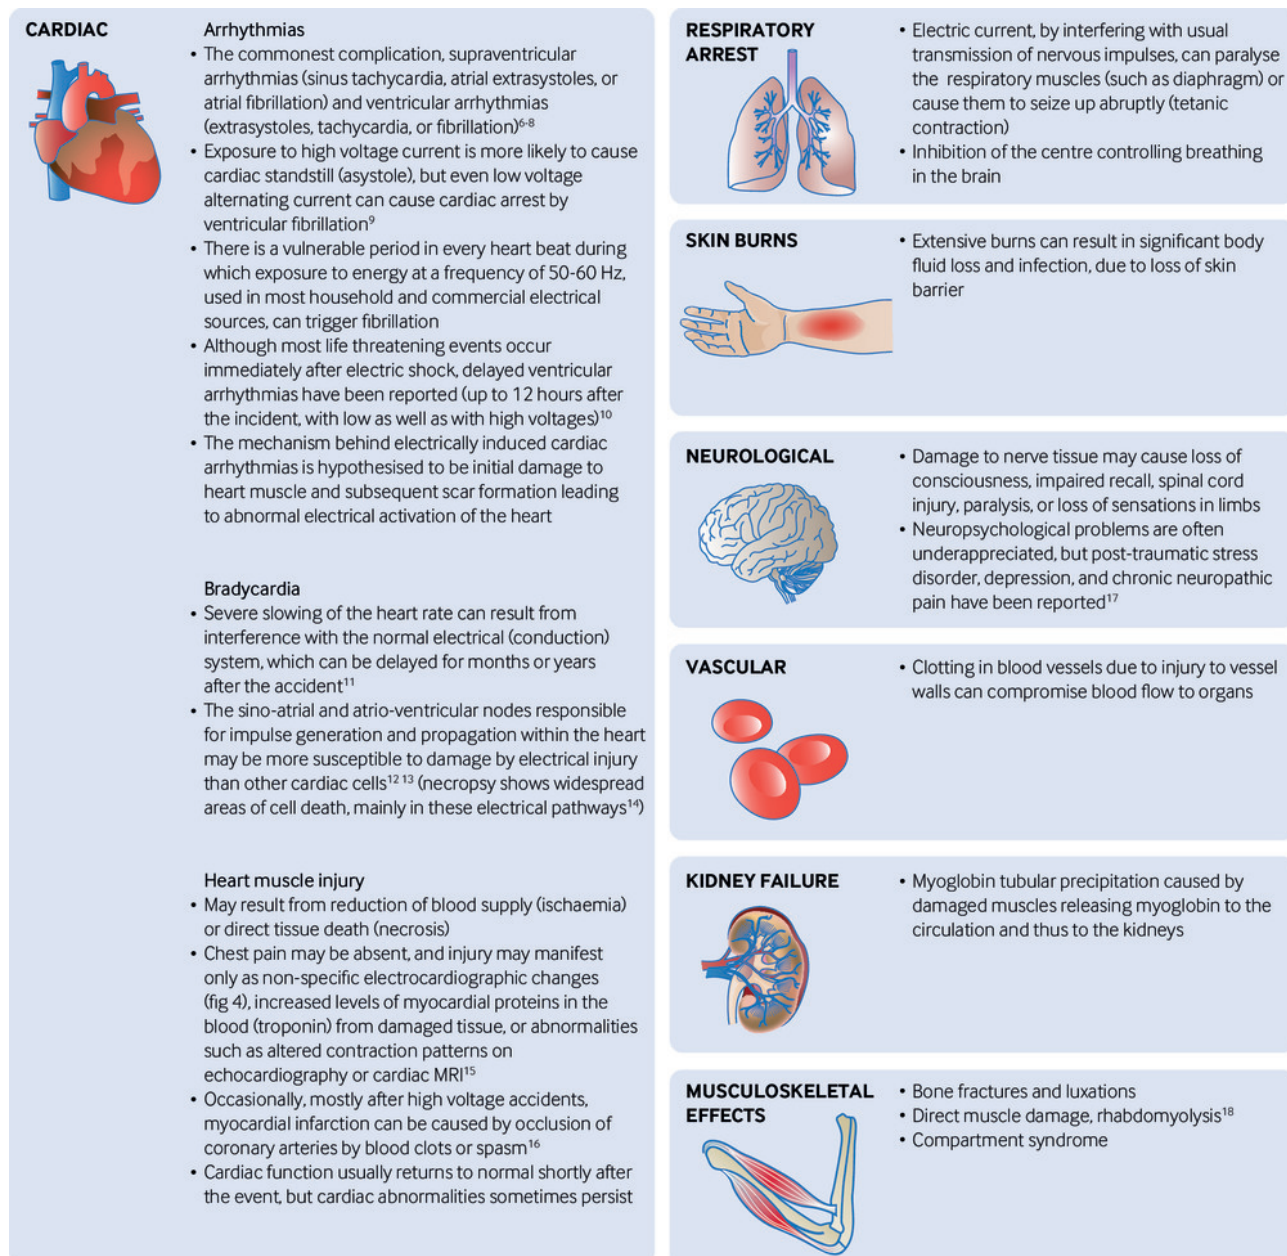 CARDIAC
Arrhythmias
• The commonest complication, supraventricular
arrhythmias (sinus tachycardia, atrial extrasystoles, or
atrial fibrillation) and ventricular arrhythmias
(extrasystoles, tachycardia, or fibrillation)6-8
• Exposure to high voltage current is more likely to cause
cardiac standstill (asystole), but even low voltage
alternating current can cause cardiac arrest by
ventricular fibrillation9
• There is a vulnerable period in every heart beat during
which exposure to energy at a frequency of 50-60 Hz,
used in most household and commercial electrical
sources, can trigger fibrillation
• Although most life threatening events occur
immediately after electric shock, delayed ventricular
arrhythmias have been reported (up to 12 hours after
the incident, with low as well as with high voltages)10
• The mechanism behind electrically induced cardiac
arrhythmias is hypothesised to be initial damage to
heart muscle and subsequent scar formation leading
to abnormal electrical activation of the heart
Bradycardia
• Severe slowing of the heart rate can result from
interference with the normal electrical (conduction)
system, which can be delayed for months or years
after the accident11
• The sino-atrial and atrio-ventricular nodes responsible
for impulse generation and propagation within the heart
may be more susceptible to damage by electrical injury
than other cardiac cells12 13 (necropsy shows widespread
areas of cell death, mainly in these electrical pathways14)
Heart muscle injury
• May result from reduction of blood supply (ischaemia)
or direct tissue death (necrosis)
• Chest pain may be absent, and injury may manifest
only as non-specific electrocardiographic changes
(fig 4), increased levels of myocardial proteins in the
blood (troponin) from damaged tissue, or abnormalities
such as altered contraction patterns on
echocardiography or cardiac MRI15
• Occasionally, mostly after high voltage accidents,
myocardial infarction can be caused by occlusion of
coronary arteries by blood clots or spasm16
• Cardiac function usually returns to normal shortly after
the event, but cardiac abnormalities sometimes persist
RESPIRATORY
ARREST
• Electric current, by interfering with usual
transmission of nervous impulses, can paralyse
the respiratory muscles (such as diaphragm) or
cause them to seize up abruptly (tetanic
contraction)
• Inhibition of the centre controlling breathing
in the brain
SKIN BURNS
• Extensive burns can result in significant body
fluid loss and infection, due to loss of skin
barrier
NEUROLOGICAL
• Damage to nerve tissue may cause loss of
consciousness, impaired recall, spinal cord
injury, paralysis, or loss of sensations in limbs
• Neuropsychological problems are often
underappreciated, but post-traumatic stress
disorder, depression, and chronic neuropathic
pain have been reported17
VASCULAR
• Clotting in blood vessels due to injury to vessel
walls can compromise blood flow to organs
KIDNEY FAILURE
• Myoglobin tubular precipitation caused by
damaged muscles releasing myoglobin to the
circulation and thus to the kidneys
MUSCULOSKELETAL
EFFECTS
• Bone fractures and luxations
• Direct muscle damage, rhabdomyolysis18
• Compartment syndrome